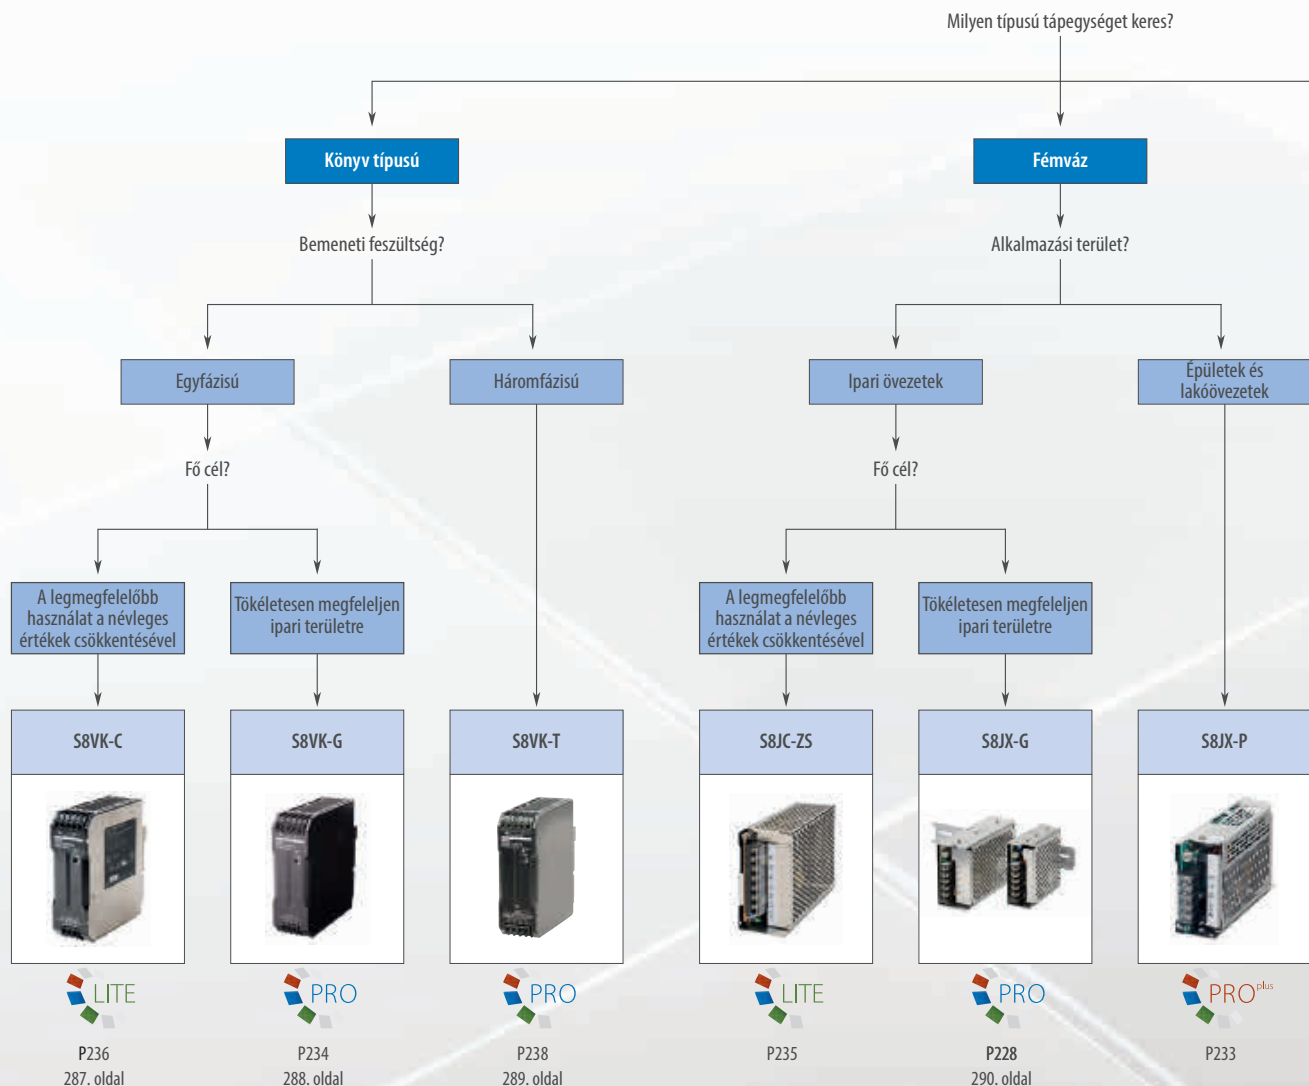 Milyen típusú tápegységet keres?
Könyv típusú
Fémváz
Bemeneti feszültség?
Alkalmazási terület?
Egyfázisú
Háromfázisú
Ipari övezetek
Épületek és
lakóövezetek
Fő cél?
Fő cél?
A legmegfelelőbb
használat a névleges
értékek csökkentésével
Tökéletesen megfeleljen
ipari területre
A legmegfelelőbb
használat a névleges
értékek csökkentésével
Tökéletesen megfeleljen
ipari területre
S8VK-C
S8VK-G
S8VK-T
S8JC-ZS
S8JX-G
S8JX-P
LITE
PRO
PRO
LITE
PRO
PROplus
P236
287. oldal
P234
288. oldal
P238
289. oldal
P235
P228
290. oldal
P233